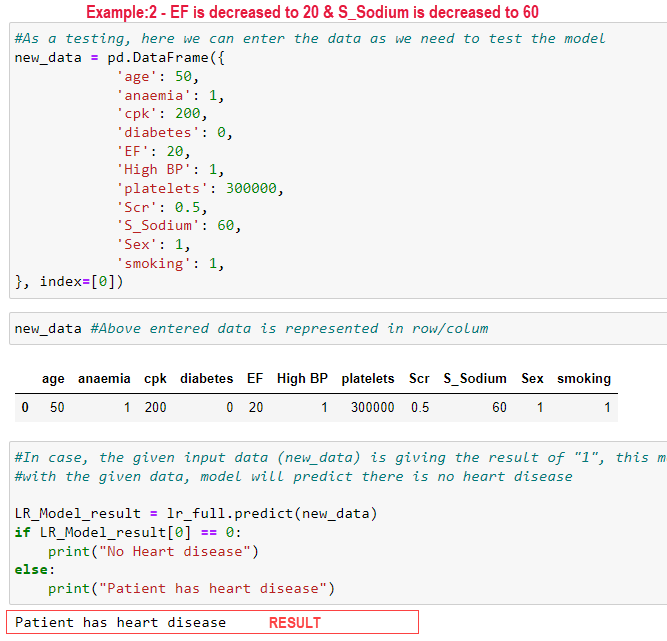 Example:2 - EF is decreased to 20 & S_Sodium is decreased to 60
#As a testing, here we can enter the data as we need to test the model
new_data = pd.DataFrame({
'age': 50,
'anaemia': 1,
'cpk': 200,
'diabetes': 0,
'EF': 20,
'High BP': 1,
'platelets': 300000,
'Scr': 0.5,
'S_Sodium': 60,
'Sex': 1,
'smoking': 1,
}, index=[0])
new_data #Above entered data is represented in row/colum
age anaemia cpk diabetes EF High BP platelets Scr S_Sodium Sex smoking
0 50 1 200 0 20 1 300000 0.5 60 1 1
#In case, the given input data (new_data) is giving the result of "1", this m
#with the given data, model will predict there is no heart disease
LR_Model_result = lr_full.predict(new_data)
if LR_Model_result[0] == 0:
print("No Heart disease")
else:
print("Patient has heart disease")
Patient has heart disease RESULT